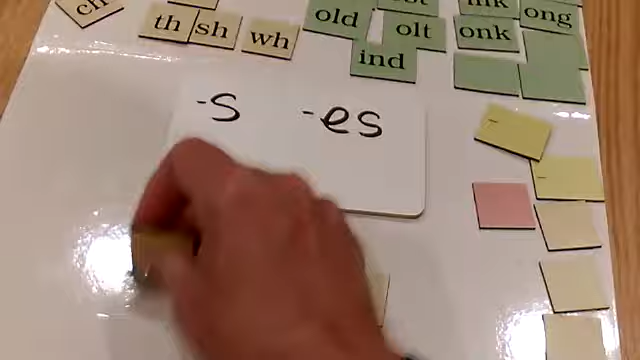 ch
th sh wh
old olt ong
onk
ind
-s -es